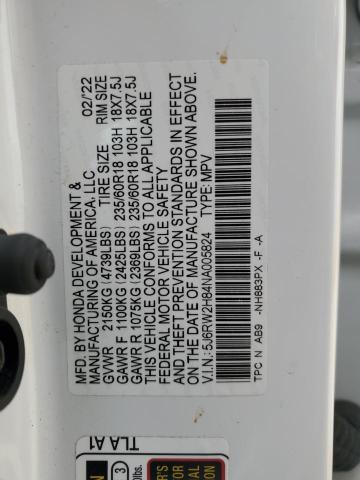 MFD. BY HONDA DEVELOPMENT & 02/'22
MANUFACTURING OF AMERICA, LLC
GVWR 2150KG (4739LBS) TIRE SIZE RIM SIZE
GAWR F 1100KG (2425LBS) 235/60R18 103H 18X7.5J
GAWR R 1075KG (2369LBS) 235/60R18 103H 18X7.5J
THIS VEHICLE CONFORMS TO ALL APPLICABLE
FEDERAL MOTOR VEHICLE SAFETY
AND THEFT PREVENTION STANDARDS IN EFFECT
ON THE DATE OF MANUFACTURE SHOWN ABOVE.
V.I.N.:5J6RW2H84NA005824 TYPE:MPV
TPC N AB9 -NH883PX -F -A
TLA A1
3
lbs.